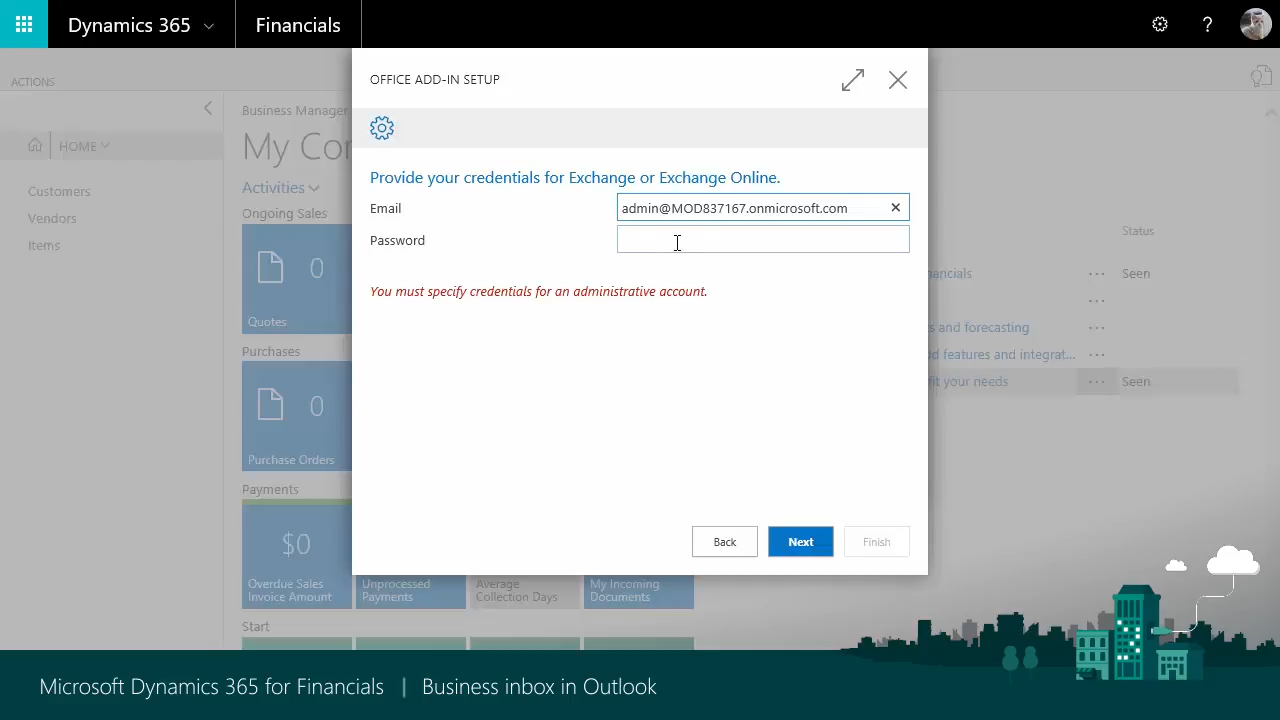 Dynamics 365
Financials
?
ACTIONS
HOME
Customers
Vendors
Items
Business Manager
My Co
Activities
Ongoing Sales
0
Quotes
Purchases
0
Purchase Orders
Payments
$0
Overdue Sales
Invoice Amount
Unprocessed
Payments
Average
Collection Days
My Incoming
Documents
Start
OFFICE ADD-IN SETUP
Provide your credentials for Exchange or Exchange Online.
Email
admin@MOD837167.onmicrosoft.com
Password
You must specify credentials for an administrative account.
Back
Next
Finish
Status
ancials
...
Seen
...
s and forecasting
...
d features and integrat...
...
fit your needs
...
Seen
Microsoft Dynamics 365 for Financials | Business inbox in Outlook